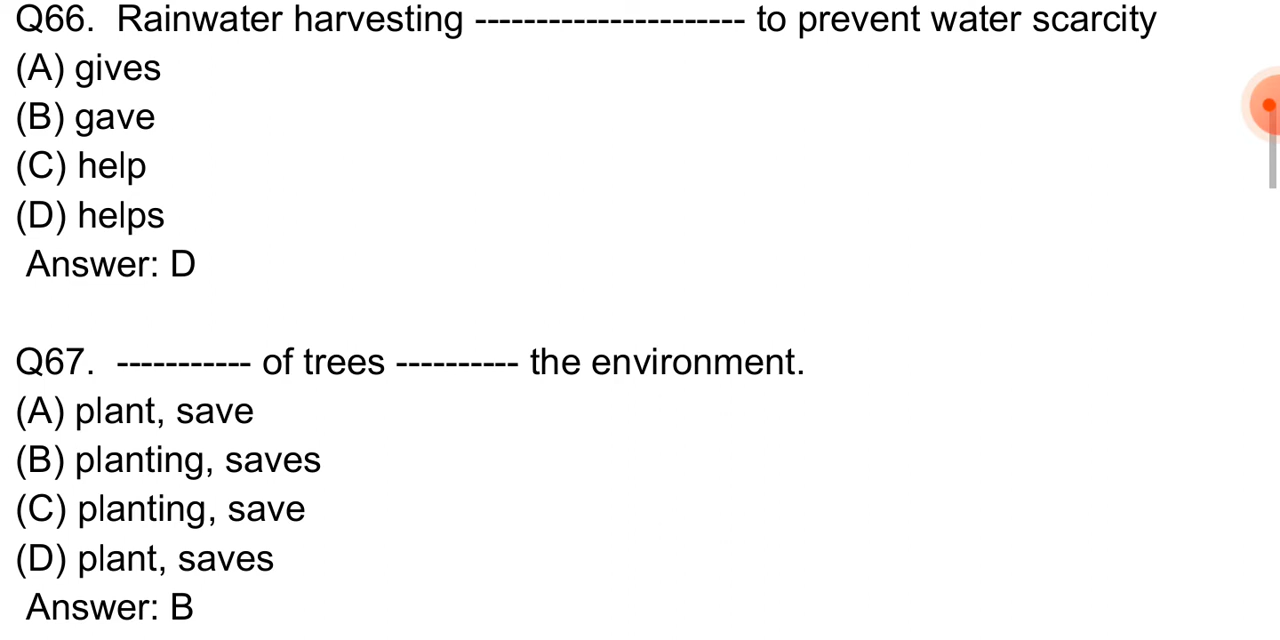 Q66.  Rainwater harvesting ---------------------- to prevent water scarcity
(A) gives
(B) gave
(C) help
(D) helps
Answer: D
Q67.  ----------- of trees ---------- the environment.
(A) plant, save
(B) planting, saves
(C) planting, save
(D) plant, saves
Answer: B